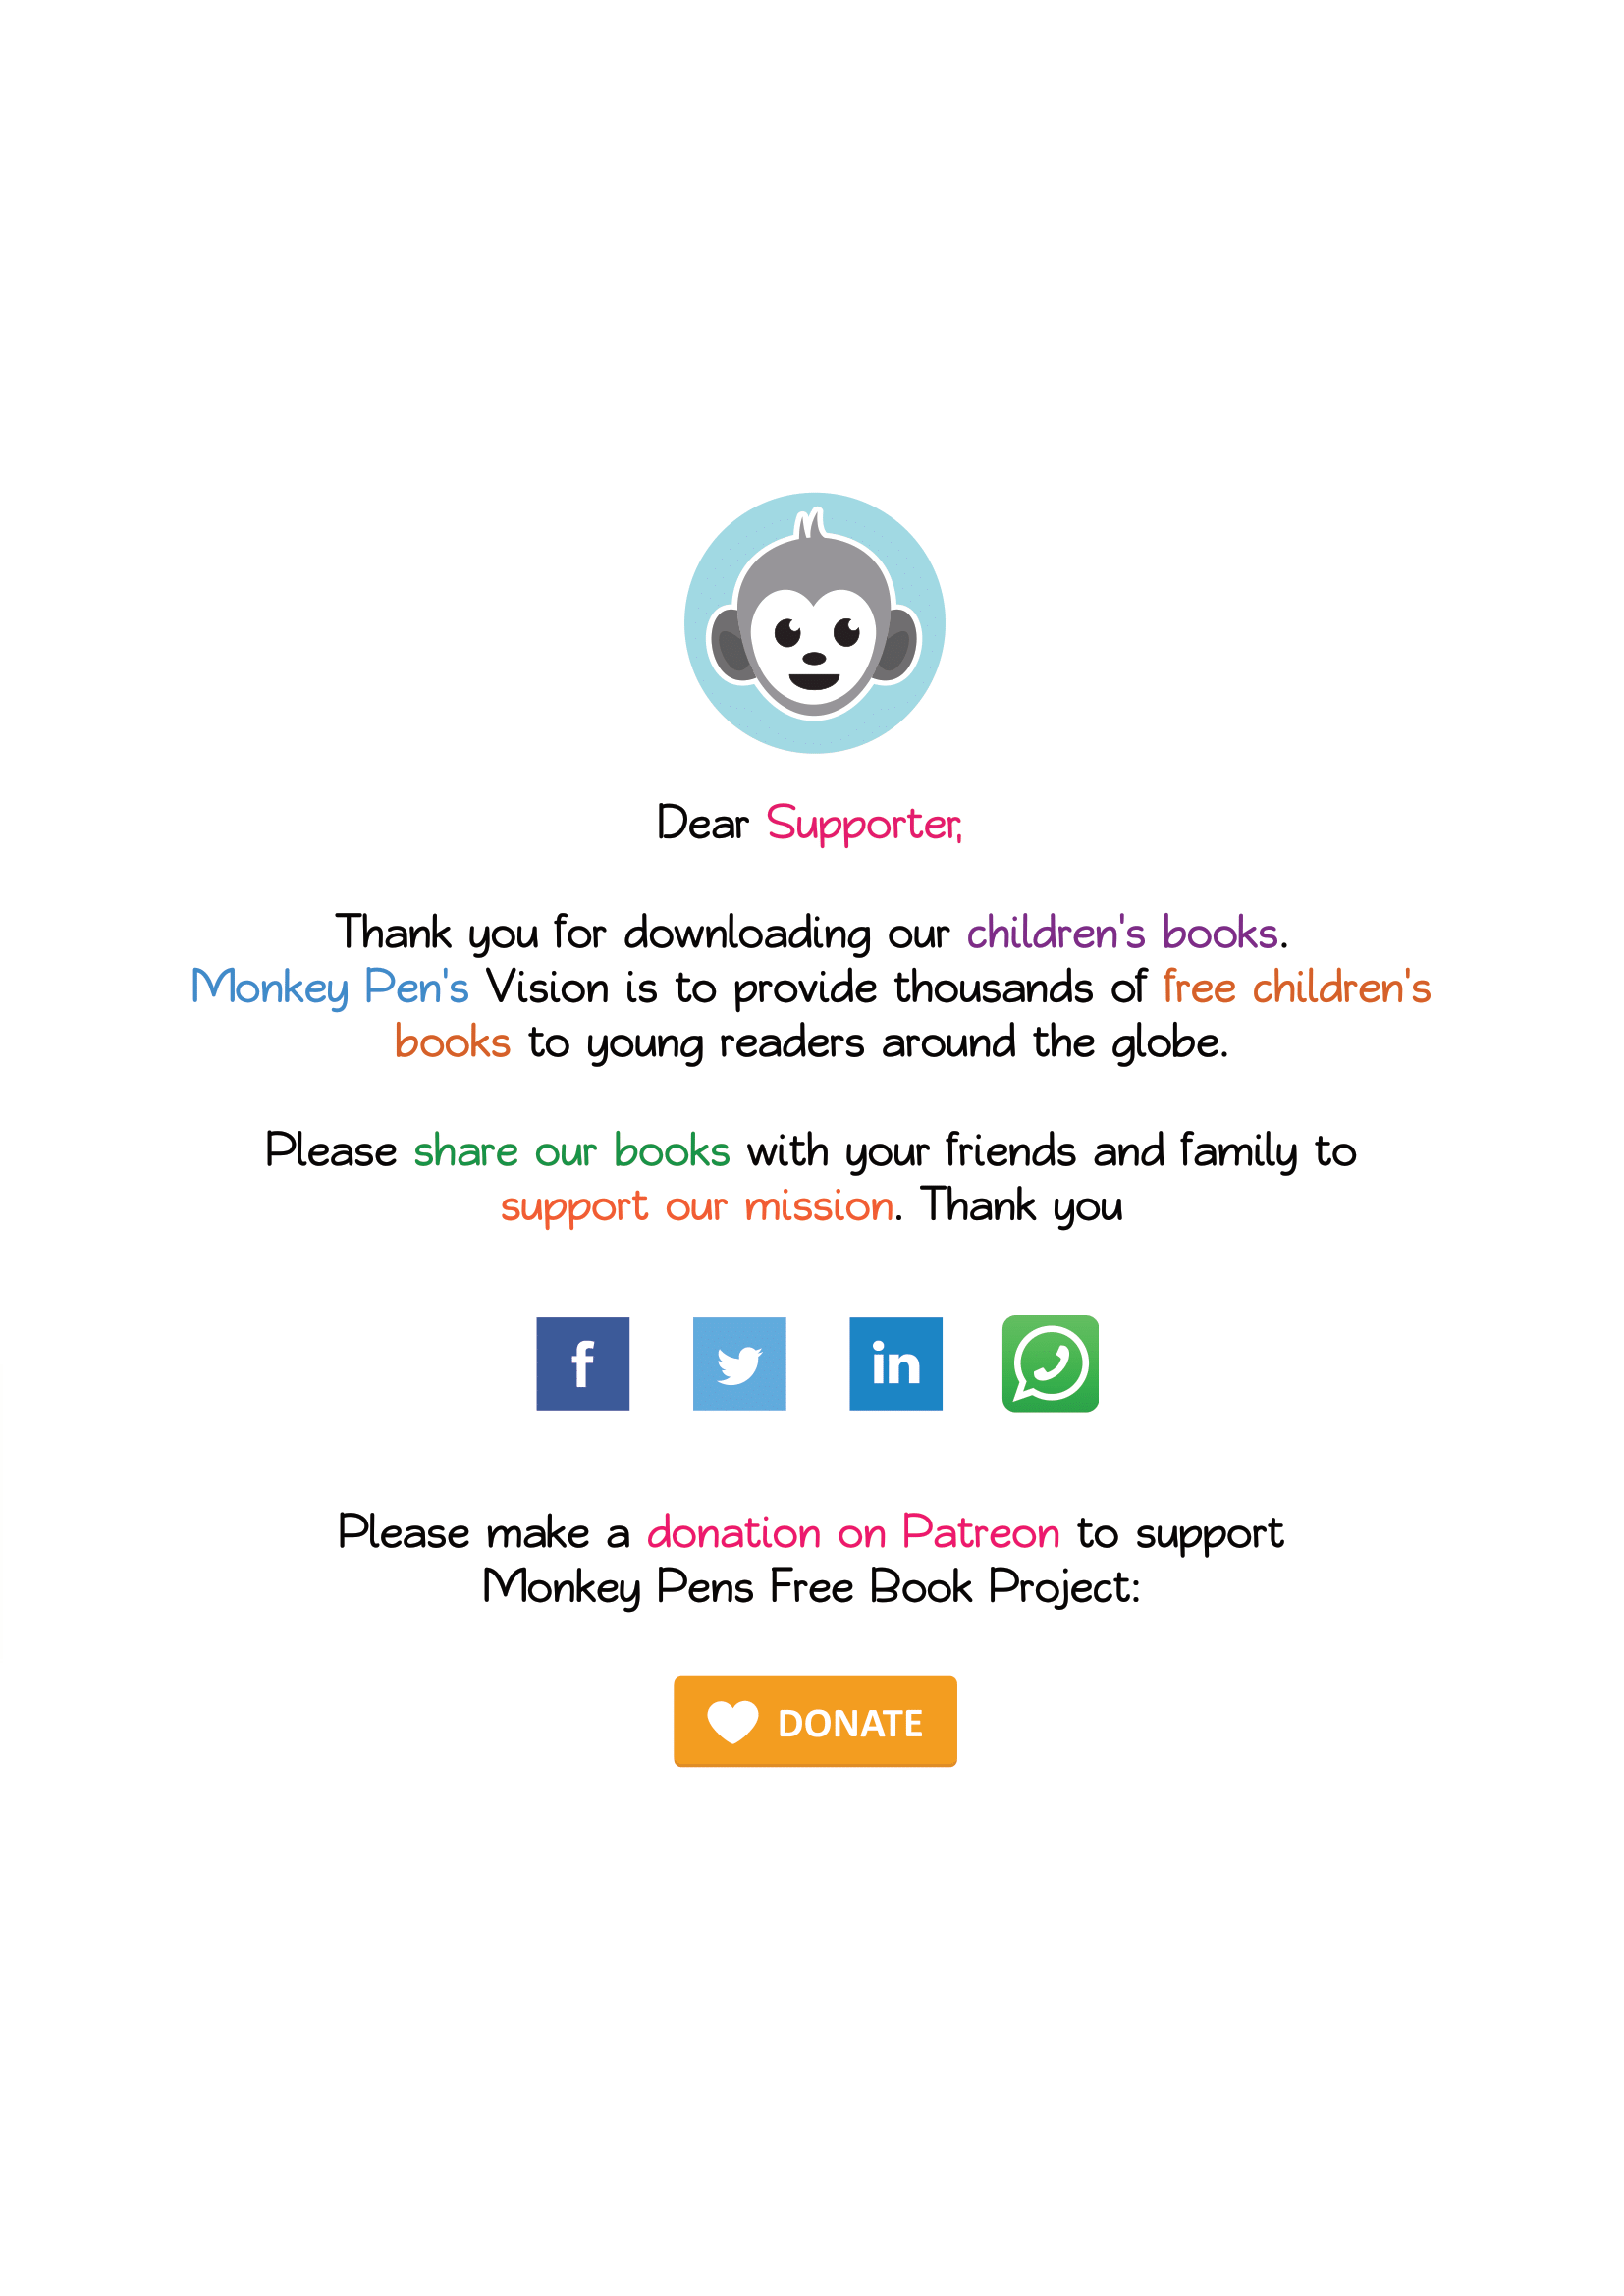 Dear Supporter,
Thank you for downloading our children's books.
Monkey Pen's Vision is to provide thousands of free children's
books to young readers around the globe.
Please share our books with your friends and family to
support our mission. Thank you
f
in
Please make a donation on Patreon to support
Monkey Pens Free Book Project:
DONATE